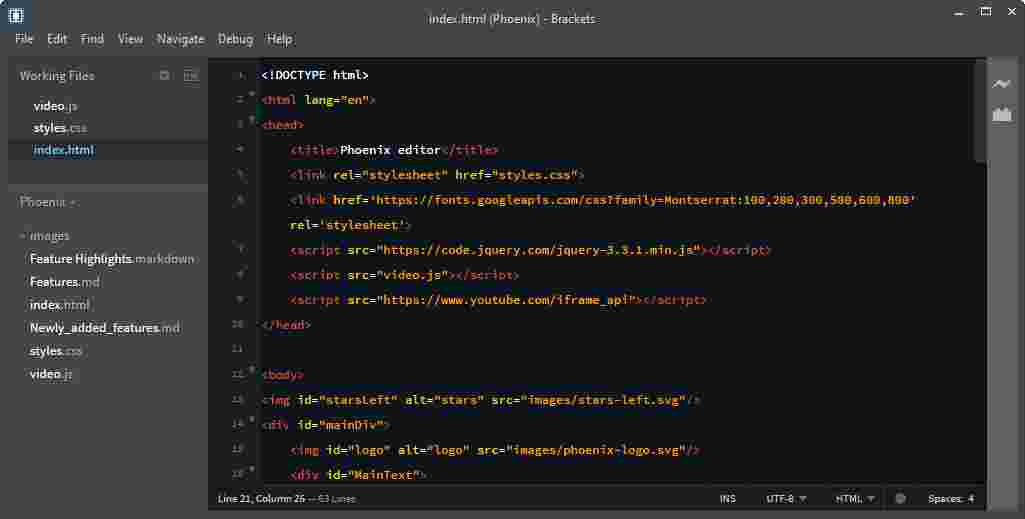 index.html (Phoenix) - Brackets
File Edit Find View Navigate Debug Help
Working Files
video.js
styles.css
index.html
Phoenix
images
Feature Highlights.markdown
Features.md
index.html
Newly_added_features.md
styles.css
video.js
1 <!DOCTYPE html>
2 <html lang="en">
3 <head>
4 <title>Phoenix editor</title>
5 <link rel="stylesheet" href="styles.css">
6 <link href='https://fonts.googleapis.com/css?family=Montserrat:100,200,300,500,600,800'
rel='stylesheet'>
7 <script src="https://code.jquery.com/jquery-3.3.1.min.js"></script>
8 <script src="video.js"></script>
9 <script src="https://www.youtube.com/iframe_api"></script>
10 </head>
11
12 <body>
13 <img id="starsLeft" alt="stars" src="images/stars-left.svg"/>
14 <div id="mainDiv">
15 <img id="logo" alt="logo" src="images/phoenix-logo.svg"/>
16 <div id="MainText">
Line 21, Column 26 — 63 Lines INS UTF-8 HTML Spaces: 4